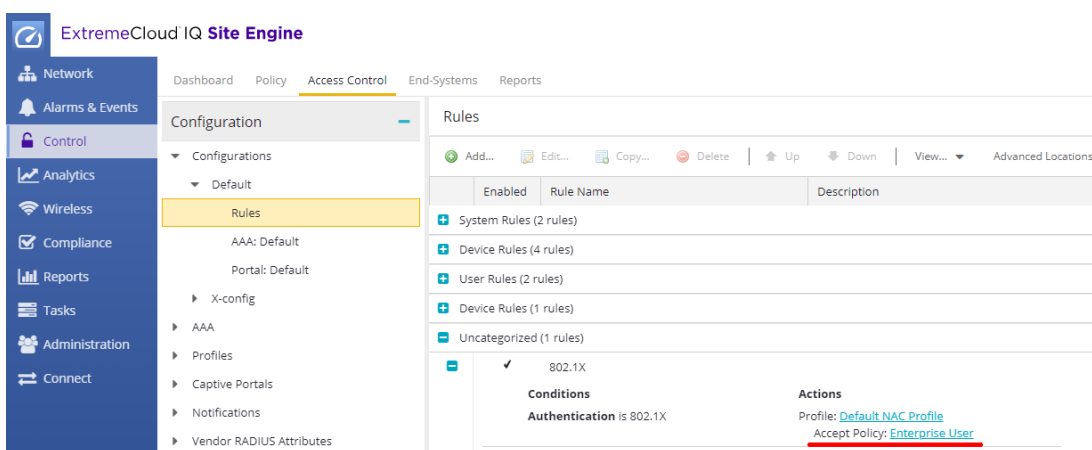 ExtremeCloud IQ Site Engine
Network
Alarms & Events
Control
Analytics
Wireless
Compliance
Reports
Tasks
Administration
Connect
Dashboard Policy Access Control End-Systems Reports
Configuration
Configurations
Default
Rules
AAA: Default
Portal: Default
X-config
AAA
Profiles
Captive Portals
Notifications
Vendor RADIUS Attributes
Rules
Add... Edit... Copy... Delete Up Down View... Advanced Locations
Enabled Rule Name Description
System Rules (2 rules)
Device Rules (4 rules)
User Rules (2 rules)
Device Rules (1 rules)
Uncategorized (1 rules)
802.1X
Conditions Actions
Authentication is 802.1X Profile: Default NAC Profile
Accept Policy: Enterprise User